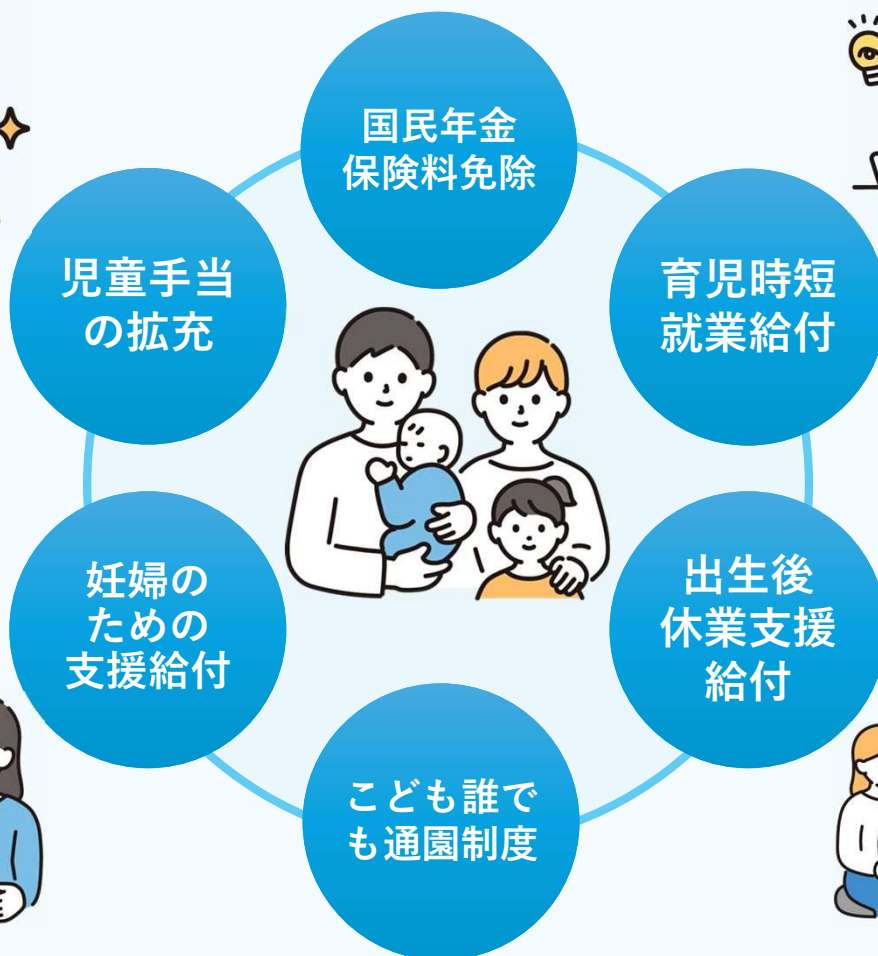 国民年金
保険料免除
児童手当
の拡充
育児時短
就業給付
妊婦の
ための
支援給付
出生後
休業支援
給付
こども誰で
も通園制度